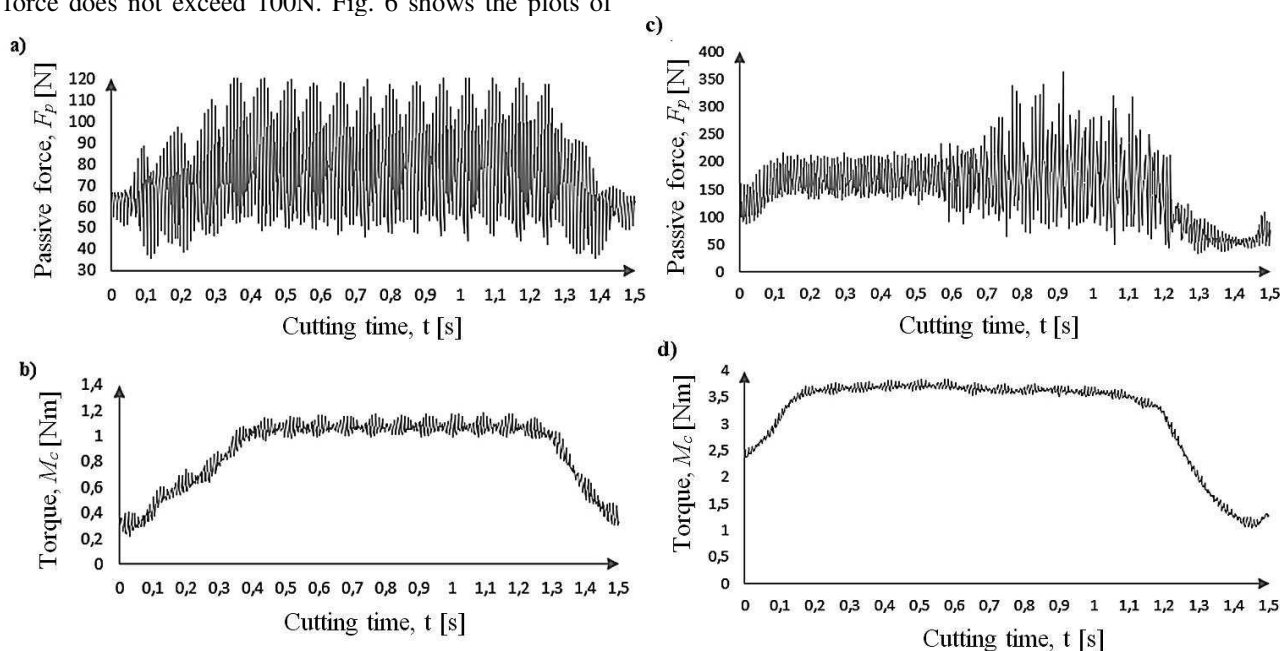 force does not exceed 100N. Fig. 6 shows the plots of
a)
Passive force, F_p [N]
120
110
100
90
80
70
60
50
40
30
0 0,1 0,2 0,3 0,4 0,5 0,6 0,7 0,8 0,9 1 1,1 1,2 1,3 1,4 1,5
Cutting time, t [s]
b)
Torque, M_c [Nm]
1,4
1,2
1
0,8
0,6
0,4
0,2
0
0 0,1 0,2 0,3 0,4 0,5 0,6 0,7 0,8 0,9 1 1,1 1,2 1,3 1,4 1,5
Cutting time, t [s]
c)
Passive force, F_p [N]
400
350
300
250
200
150
100
50
0
0 0,1 0,2 0,3 0,4 0,5 0,6 0,7 0,8 0,9 1 1,1 1,2 1,3 1,4 1,5
Cutting time, t [s]
d)
Torque, M_c [Nm]
4
3,5
3
2,5
2
1,5
1
0,5
0
0 0,1 0,2 0,3 0,4 0,5 0,6 0,7 0,8 0,9 1 1,1 1,2 1,3 1,4 1,5
Cutting time, t [s]